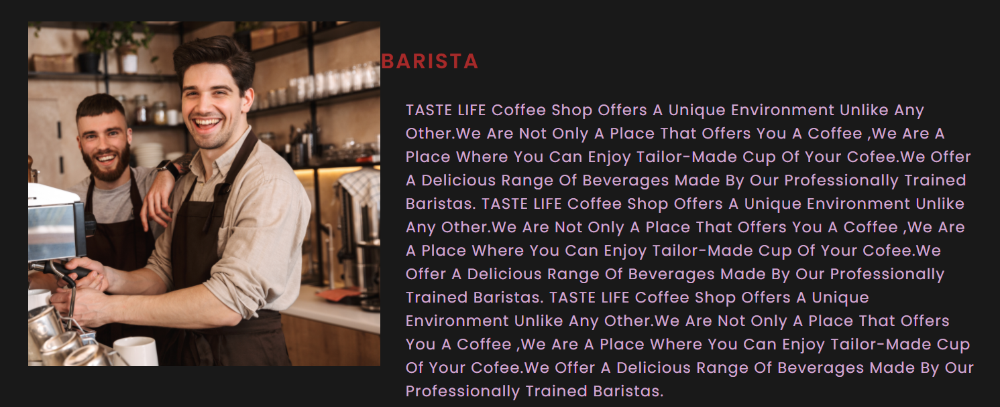 BARISTA
TASTE LIFE Coffee Shop Offers A Unique Environment Unlike Any
Other.We Are Not Only A Place That Offers You A Coffee ,We Are A
Place Where You Can Enjoy Tailor-Made Cup Of Your Cofee.We Offer
A Delicious Range Of Beverages Made By Our Professionally Trained
Baristas. TASTE LIFE Coffee Shop Offers A Unique Environment Unlike
Any Other.We Are Not Only A Place That Offers You A Coffee ,We Are
A Place Where You Can Enjoy Tailor-Made Cup Of Your Cofee.We
Offer A Delicious Range Of Beverages Made By Our Professionally
Trained Baristas. TASTE LIFE Coffee Shop Offers A Unique
Environment Unlike Any Other.We Are Not Only A Place That Offers
You A Coffee ,We Are A Place Where You Can Enjoy Tailor-Made Cup
Of Your Cofee.We Offer A Delicious Range Of Beverages Made By Our
Professionally Trained Baristas.